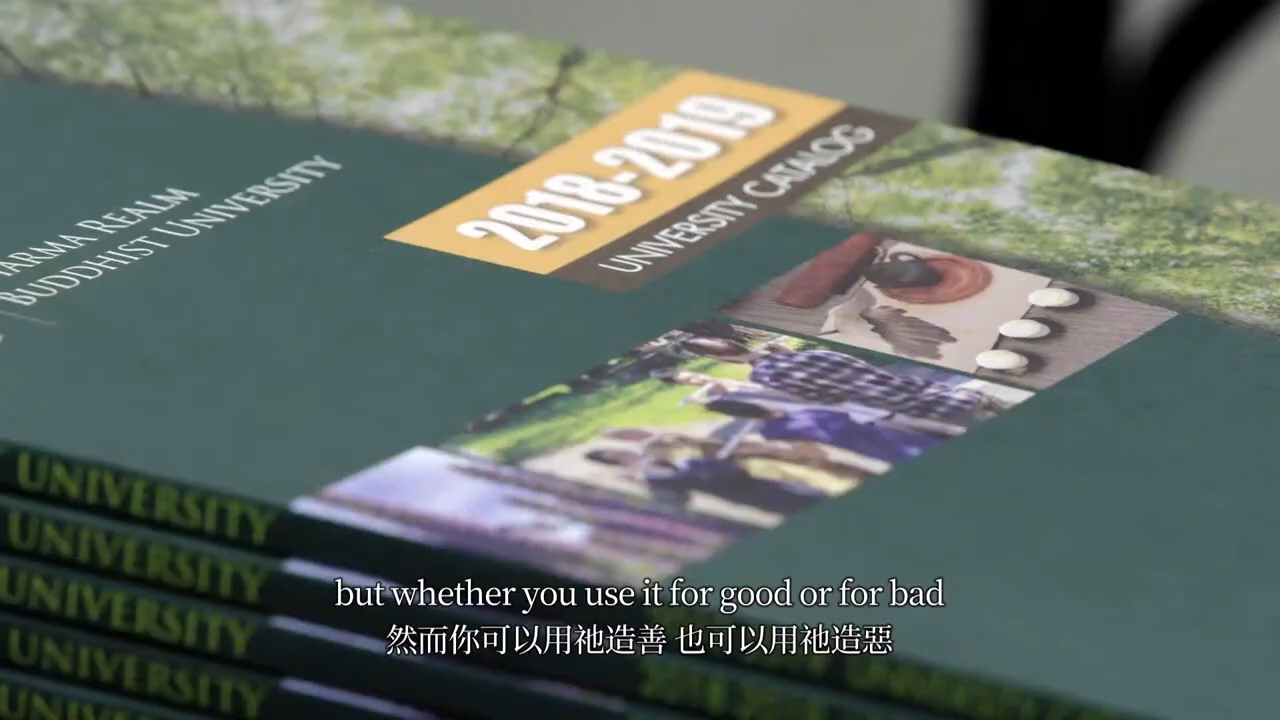 REALM
BUDDHIST UNIVERSITY
2018-2019
UNIVERSITY CATALOG
UNIVERSITY
UNIVERSITY
UNIVERSITY
UNIVERSITY
UNIVERSITY
but whether you use it for good or for bad
然而你可以用祂造善 也可以用祂造惡